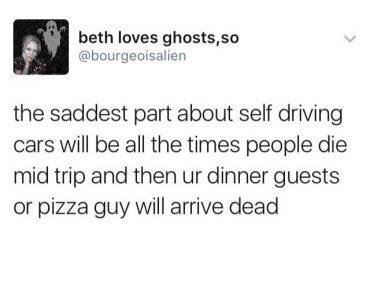 beth loves ghosts,so
@bourgeoisalien
the saddest part about self driving
cars will be all the times people die
mid trip and then ur dinner guests
or pizza guy will arrive dead